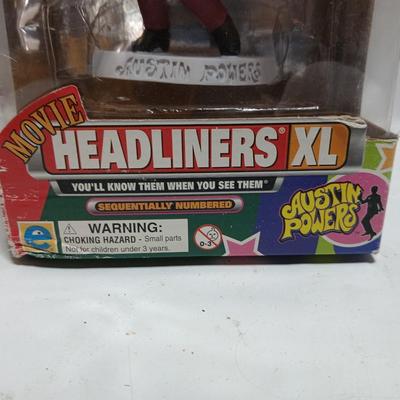 AUSTIN POWERS
MOVIE
HEADLINERS® XL
YOU'LL KNOW THEM WHEN YOU SEE THEM®
SEQUENTIALLY NUMBERED
AUSTIN
POWERS
WARNING:
CHOKING HAZARD - Small parts
Not for children under 3 years.
0-3
e